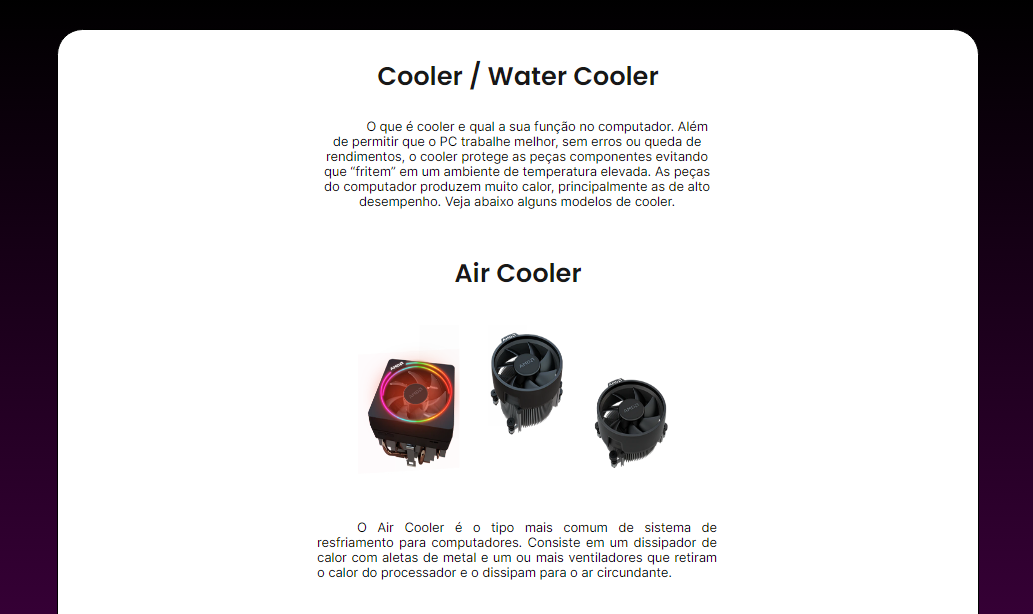 Cooler / Water Cooler
O que é cooler e qual a sua função no computador. Além
de permitir que o PC trabalhe melhor, sem erros ou queda de
rendimentos, o cooler protege as peças componentes evitando
que “fritem” em um ambiente de temperatura elevada. As peças
do computador produzem muito calor, principalmente as de alto
desempenho. Veja abaixo alguns modelos de cooler.
Air Cooler
O Air Cooler é o tipo mais comum de sistema de
resfriamento para computadores. Consiste em um dissipador de
calor com aletas de metal e um ou mais ventiladores que retiram
o calor do processador e o dissipam para o ar circundante.